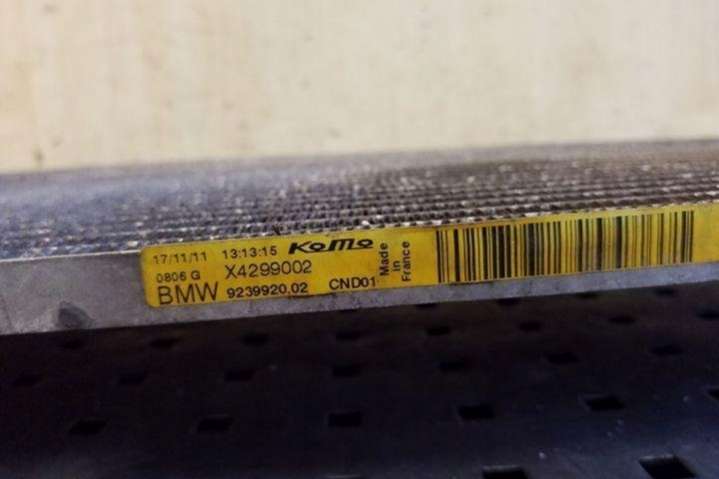 17/11/11 13:13:15 KoMo
0806 G X4299002
BMW 9239920.02 CND01
Made
in
France